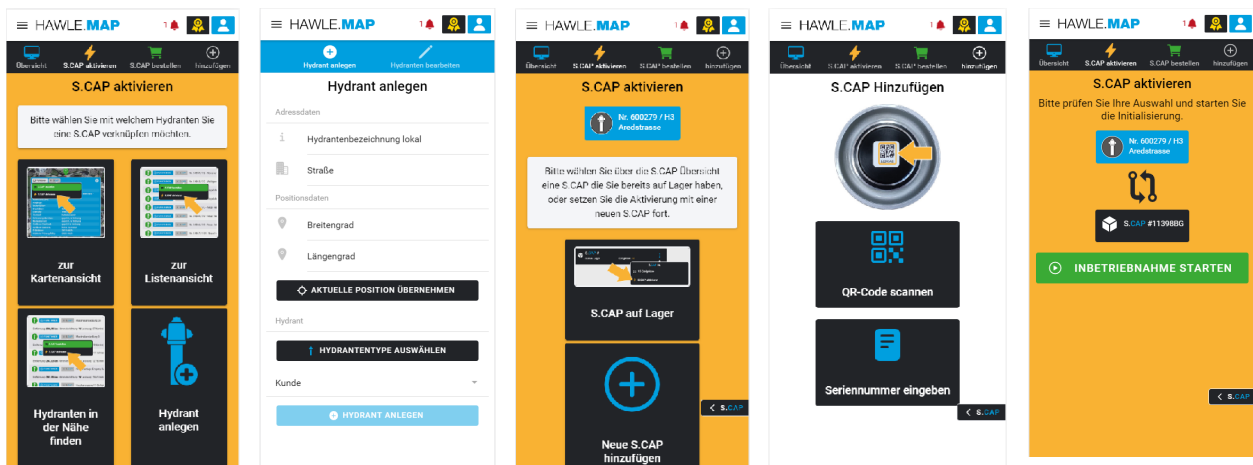 HAWLE.MAP
1
Übersicht
S.CAP aktivieren
S.CAP bestellen
hinzufügen
S.CAP aktivieren
Bitte wählen Sie mit welchem Hydranten Sie
eine S.CAP verknüpfen möchten.
zur
Kartenansicht
zur
Listenansicht
Hydranten in
der Nähe
finden
Hydrant
anlegen
HAWLE.MAP
1
Hydrant anlegen
Hydranten bearbeiten
Hydrant anlegen
Adressdaten
Hydrantenbezeichnung lokal
Straße
Positionsdaten
Breitengrad
Längengrad
AKTUELLE POSITION ÜBERNEHMEN
Hydrant
HYDRANTENTYPE AUSWÄHLEN
Kunde
HYDRANT ANLEGEN
HAWLE.MAP
1
Übersicht
S.CAP aktivieren
S.CAP bestellen
hinzufügen
S.CAP aktivieren
Nr. 600279 / H3
Aredstrasse
Bitte wählen Sie über die S.CAP Übersicht
eine S.CAP die Sie bereits auf Lager haben,
oder setzen Sie die Aktivierung mit einer
neuen S.CAP fort.
S.CAP auf Lager
Neue S.CAP
hinzufügen
S.CAP
HAWLE.MAP
1
Übersicht
S.CAP aktivieren
S.CAP bestellen
hinzufügen
S.CAP Hinzufügen
QR-Code scannen
Seriennummer eingeben
S.CAP
HAWLE.MAP
1
Übersicht
S.CAP aktivieren
S.CAP bestellen
hinzufügen
S.CAP aktivieren
Bitte prüfen Sie Ihre Auswahl und starten Sie
die Initialisierung.
Nr. 600279 / H3
Aredstrasse
S.CAP #11398BG
INBETRIEBNAHME STARTEN
S.CAP